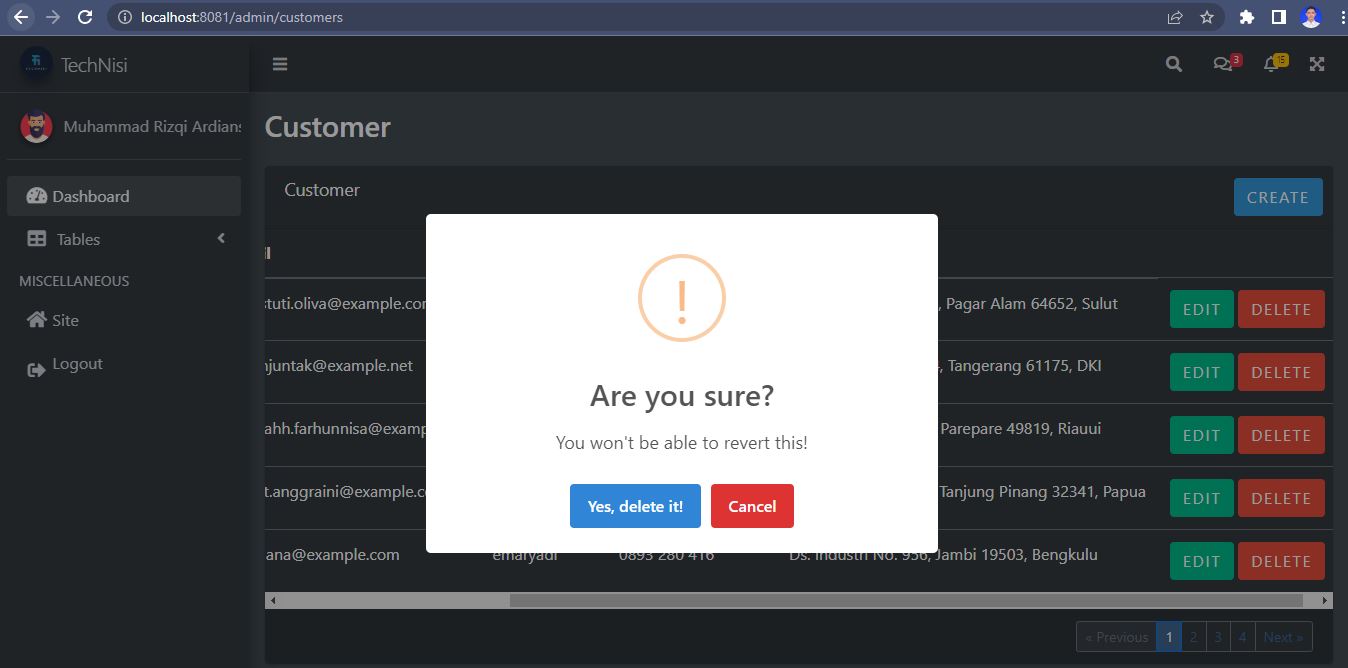 localhost:8081/admin/customers
TechNisi
3
15
Muhammad Rizqi Ardians
Customer
Dashboard
Tables
MISCELLANEOUS
Site
Logout
Customer
CREATE
il
stuti.oliva@example.con
, Pagar Alam 64652, Sulut
EDIT DELETE
njuntak@example.net
, Tangerang 61175, DKI
EDIT DELETE
ahh.farhunnisa@examp
Parepare 49819, Riauui
EDIT DELETE
t.anggraini@example.co
Tanjung Pinang 32341, Papua
EDIT DELETE
ana@example.com emaryadi 0893 280 416 Ds. Industri No. 956, Jambi 19503, Bengkulu
EDIT DELETE
!
Are you sure?
You won't be able to revert this!
Yes, delete it! Cancel
« Previous 1 2 3 4 Next »